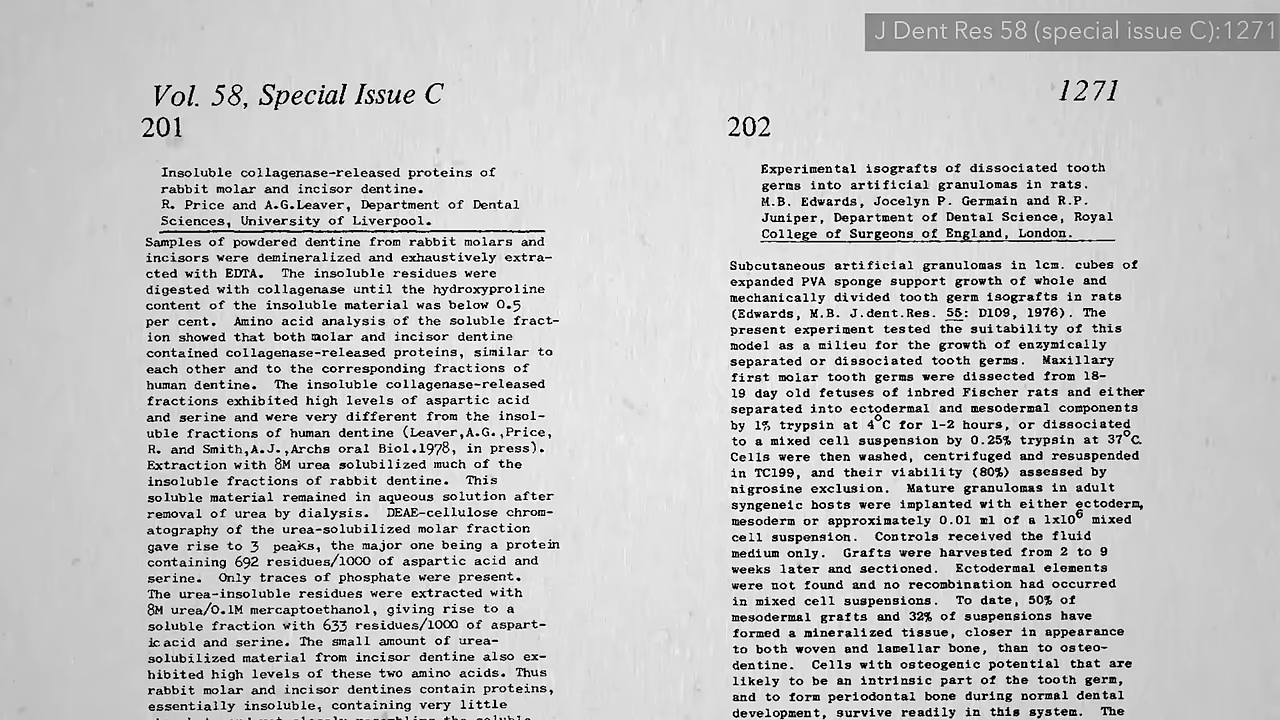 J Dent Res 58 (special issue C):1271
Vol. 58, Special Issue C
1271
201
Insoluble collagenase-released proteins of
rabbit molar and incisor dentine.
R. Price and A.G.Leaver, Department of Dental
Sciences, University of Liverpool.
Samples of powdered dentine from rabbit molars and
incisors were demineralized and exhaustively extra-
cted with EDTA. The insoluble residues were
digested with collagenase until the hydroxyproline
content of the insoluble material was below 0.5
per cent. Amino acid analysis of the soluble fract-
ion showed that both molar and incisor dentine
contained collagenase-released proteins, similar to
each other and to the corresponding fractions of
human dentine. The insoluble collagenase-released
fractions exhibited high levels of aspartic acid
and serine and were very different from the insol-
uble fractions of human dentine (Leaver,A.G.,Price,
R. and Smith,A.J.,Archs oral Biol.1978, in press).
Extraction with 8M urea solubilized much of the
insoluble fractions of rabbit dentine. This
soluble material remained in aqueous solution after
removal of urea by dialysis. DEAE-cellulose chrom-
atography of the urea-solubilized molar fraction
gave rise to 3 peaks, the major one being a protein
containing 692 residues/1000 of aspartic acid and
serine. Only traces of phosphate were present.
The urea-insoluble residues were extracted with
8M urea/0.1M mercaptoethanol, giving rise to a
soluble fraction with 633 residues/1000 of aspart-
ic acid and serine. The small amount of urea-
solubilized material from incisor dentine also ex-
hibited high levels of these two amino acids. Thus
rabbit molar and incisor dentines contain proteins,
essentially insoluble, containing very little
202
Experimental isografts of dissociated tooth
germs into artificial granulomas in rats.
M.B. Edwards, Jocelyn P. Germain and R.P.
Juniper, Department of Dental Science, Royal
College of Surgeons of England, London.
Subcutaneous artificial granulomas in 1cm. cubes of
expanded PVA sponge support growth of whole and
mechanically divided tooth germ isografts in rats
(Edwards, M.B. J.dent.Res. 55: D109, 1976). The
present experiment tested the suitability of this
model as a milieu for the growth of enzymically
separated or dissociated tooth germs. Maxillary
first molar tooth germs were dissected from 18-
19 day old fetuses of inbred Fischer rats and either
separated into ectodermal and mesodermal components
by 1% trypsin at 4°C for 1-2 hours, or dissociated
to a mixed cell suspension by 0.25% trypsin at 37°C.
Cells were then washed, centrifuged and resuspended
in TC199, and their viability (80%) assessed by
nigrosine exclusion. Mature granulomas in adult
syngeneic hosts were implanted with either ectoderm,
mesoderm or approximately 0.01 ml of a 1x10⁶ mixed
cell suspension. Controls received the fluid
medium only. Grafts were harvested from 2 to 9
weeks later and sectioned. Ectodermal elements
were not found and no recombination had occurred
in mixed cell suspensions. To date, 50% of
mesodermal grafts and 32% of suspensions have
formed a mineralized tissue, closer in appearance
to both woven and lamellar bone, than to osteo-
dentine. Cells with osteogenic potential that are
likely to be an intrinsic part of the tooth germ,
and to form periodontal bone during normal dental
development, survive readily in this system. The